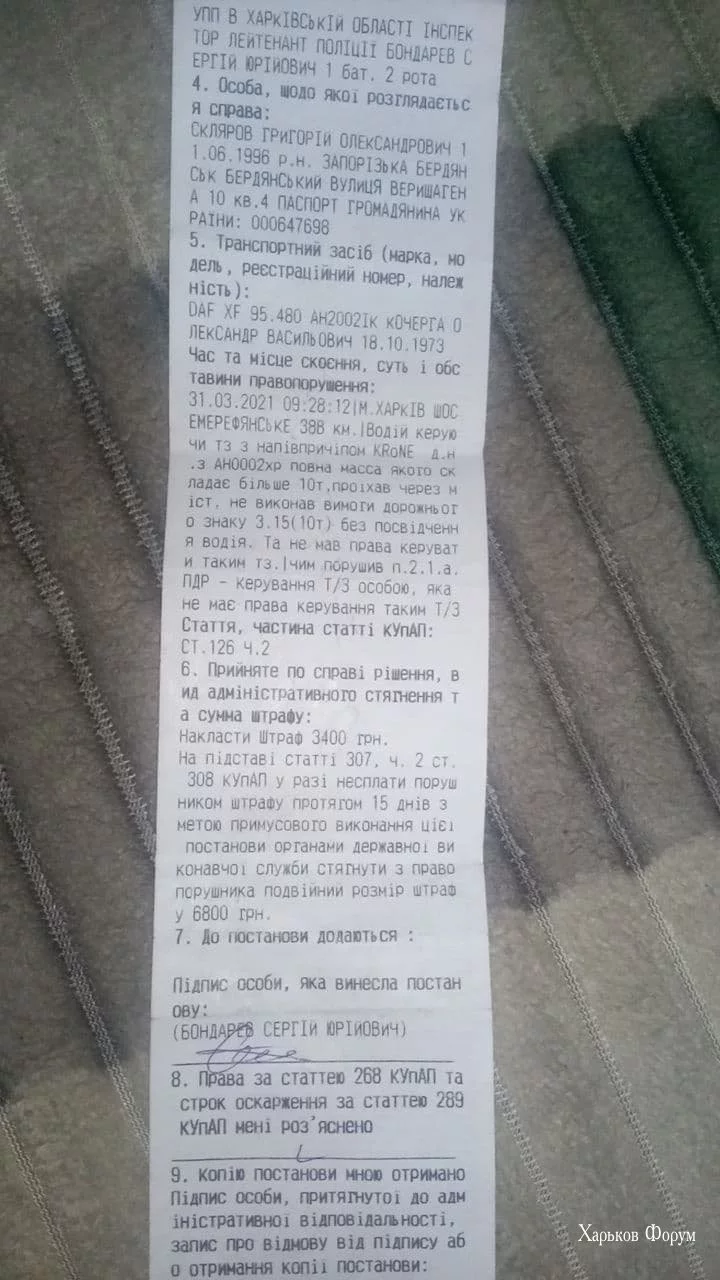 УПП В ХАРКІВСЬКІЙ ОБЛАСТІ ІНСПЕК
ТОР ЛЕЙТЕНАНТ ПОЛІЦІЇ БОНДАРЕВ С
ЕРГІЙ ЮРІЙОВИЧ 1 бат. 2 рота
4. Особа, щодо якої розглядаєтьс
я справа:
СКЛЯРОВ ГРИГОРІЙ ОЛЕКСАНДРОВИЧ 1
1.06.1996 р.н. ЗАПОРІЗЬКА БЕРДЯН
СЬК БЕРДЯНСЬКИЙ ВУЛИЦЯ ВЕРИШАГЕН
А 10 кв.4 ПАСПОРТ ГРОМАДЯНИНА УК
РАЇНИ: 000647698
5. Транспортний засіб (марка, мо
дель, реєстраційний номер, належ
ність):
DAF XF 95.480 АН2002ІК КОЧЕРГА О
ЛЕКСАНДР ВАСИЛЬОВИЧ 18.10.1973
Час та місце скоєння, суть і обс
тавини правопорушення:
31.03.2021 09:28:12|М.ХАРКІВ ШОС
ЕМЕРЕФЯНСЬКЕ 388 км.|Водій керую
чи тз з напівпричіпом KRoNE д.н
.з АН0002хр повна масса якого ск
ладає більше 10т,проїхав через м
іст, не виконав вимоги дорожньог
о знаку 3.15(10т) без посвідченн
я водія. Та не мав права керуват
и таким тз.|чим порушив п.2.1.а.
ПДР - керування Т/З особою, яка
не має права керування таким Т/З
Стаття, частина статті КУпАП:
СТ.126 Ч.2
6. Прийняте по справі рішення, в
ид адміністративного стягнення т
а сумма штрафу:
Накласти Штраф 3400 грн.
На підставі статті 307, ч. 2 ст.
308 КУпАП у разі несплати поруш
ником штрафу протягом 15 днів з
метою примусового виконання цієї
постанови органами державної ви
конавчої служби стягнути з право
порушника подвійний розмір штраф
у 6800 грн.
7. До постанови додаються :
Підпис особи, яка винесла постан
ову:
(БОНДАРЕВ СЕРГІЙ ЮРІЙОВИЧ)
8. Права за статтею 268 КУпАП та
строк оскарження за статтею 289
КУпАП мені роз'яснено
9. Копію постанови мною отримано
Підпис особи, притягнутої до адм
іністративної відповідальності,
запис про відмову від підпису аб
о отримання копії постанови:
Харьков Форум